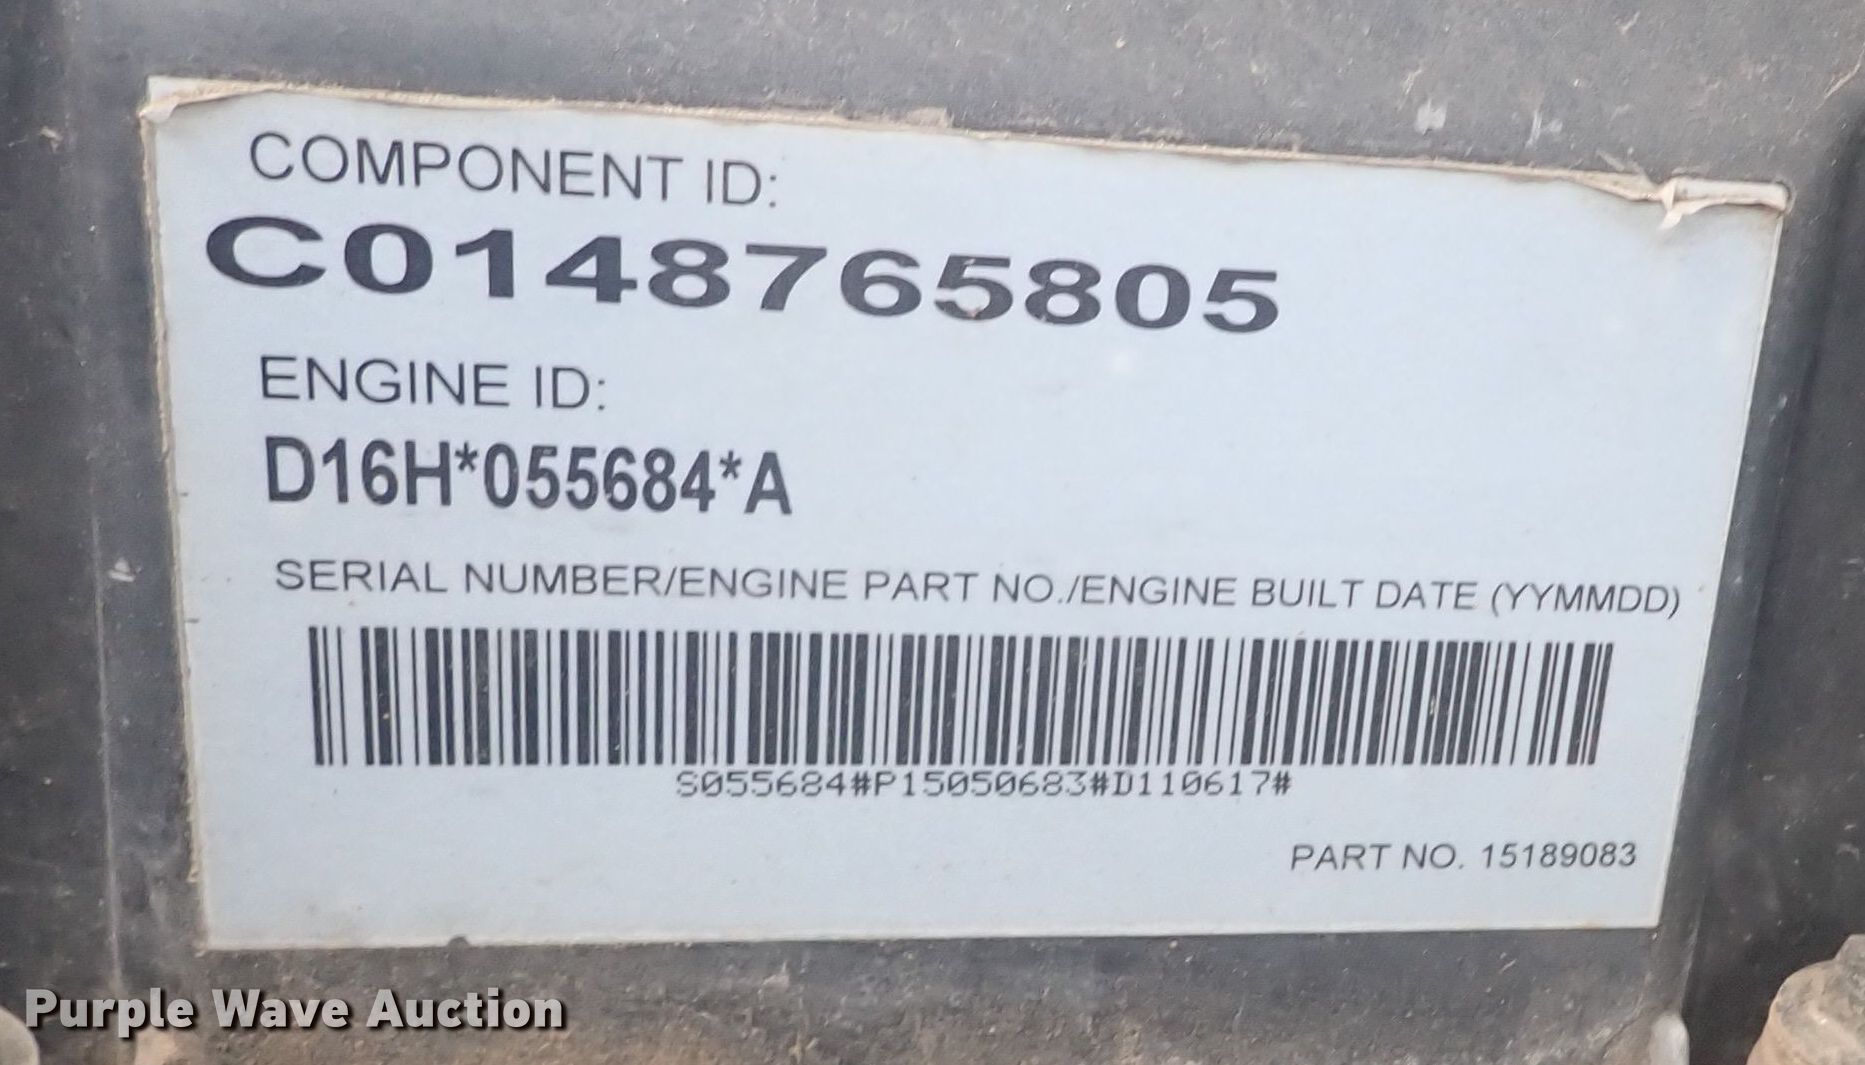 COMPONENT ID:
C0148765805
ENGINE ID:
D16H*055684*A
SERIAL NUMBER/ENGINE PART NO./ENGINE BUILT DATE (YYMMDD)
S055684#P15050683#D110617#
PART NO. 15189083
Purple Wave Auction